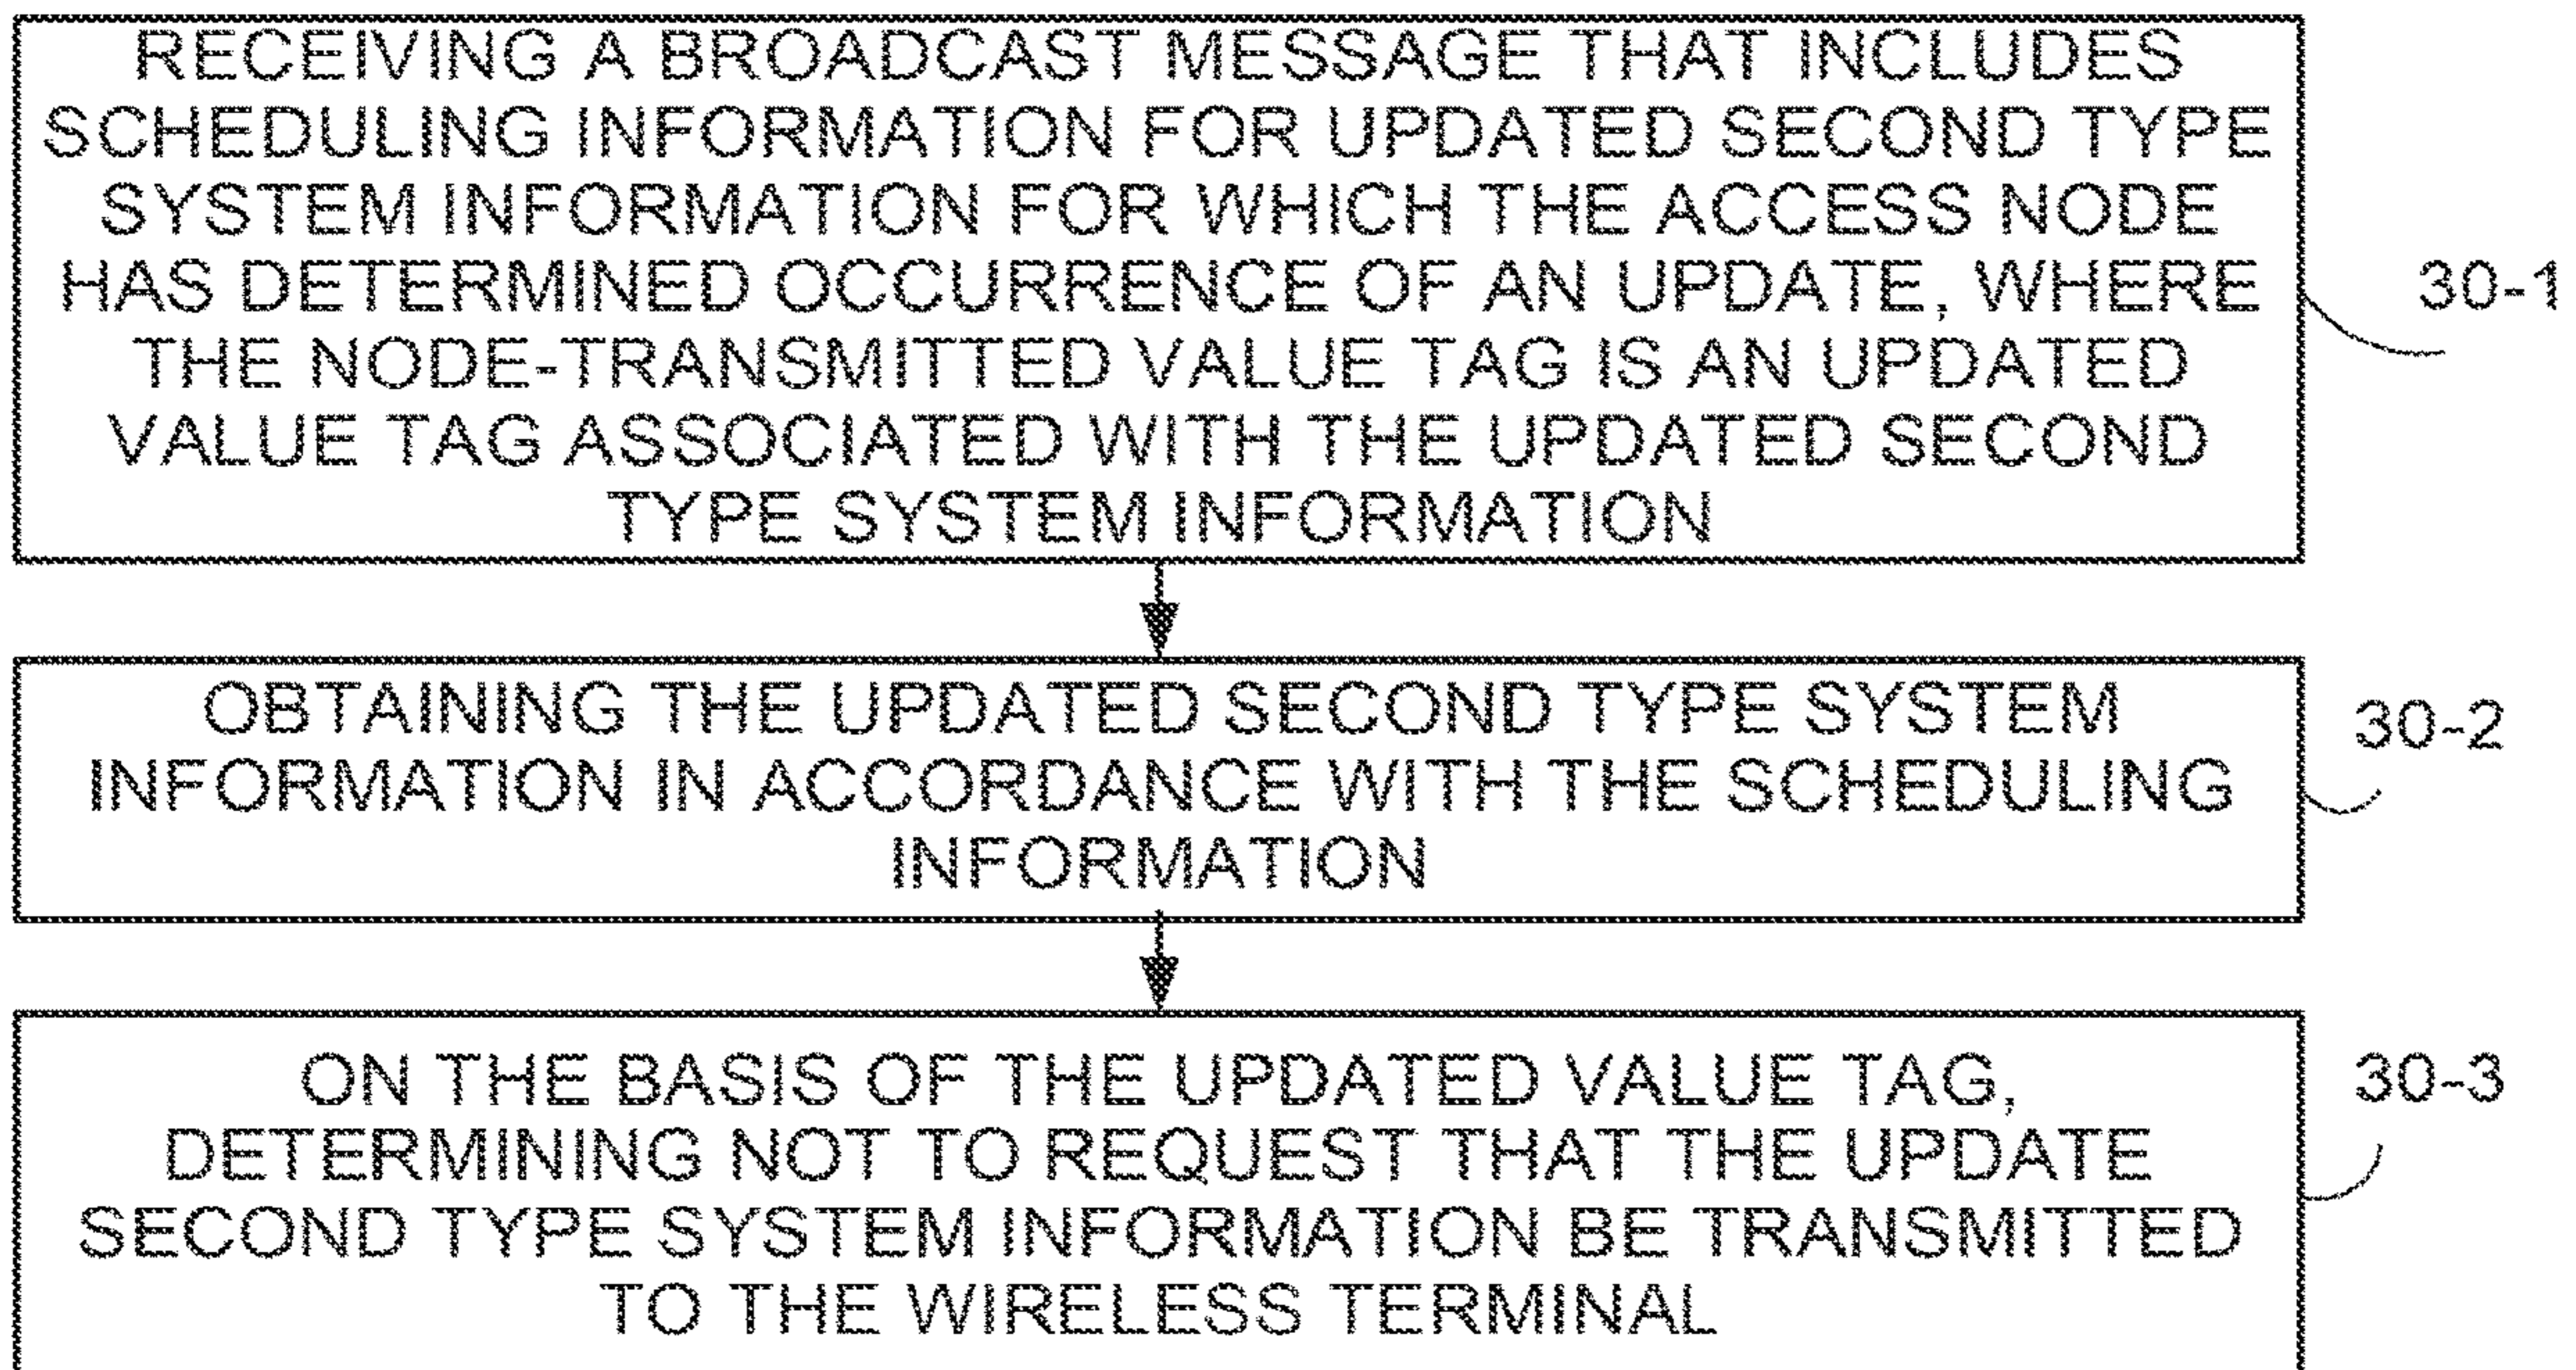 RECEIVING A BROADCAST MESSAGE THAT INCLUDES
SCHEDULING INFORMATION FOR UPDATED SECOND TYPE
SYSTEM INFORMATION FOR WHICH THE ACCESS NODE
HAS DETERMINED OCCURRENCE OF AN UPDATE, WHERE
THE NODE-TRANSMITTED VALUE TAG IS AN UPDATED
VALUE TAG ASSOCIATED WITH THE UPDATED SECOND
TYPE SYSTEM INFORMATION
30-1
OBTAINING THE UPDATED SECOND TYPE SYSTEM
INFORMATION IN ACCORDANCE WITH THE SCHEDULING
INFORMATION
30-2
ON THE BASIS OF THE UPDATED VALUE TAG,
DETERMINING NOT TO REQUEST THAT THE UPDATE
SECOND TYPE SYSTEM INFORMATION BE TRANSMITTED
TO THE WIRELESS TERMINAL
30-3